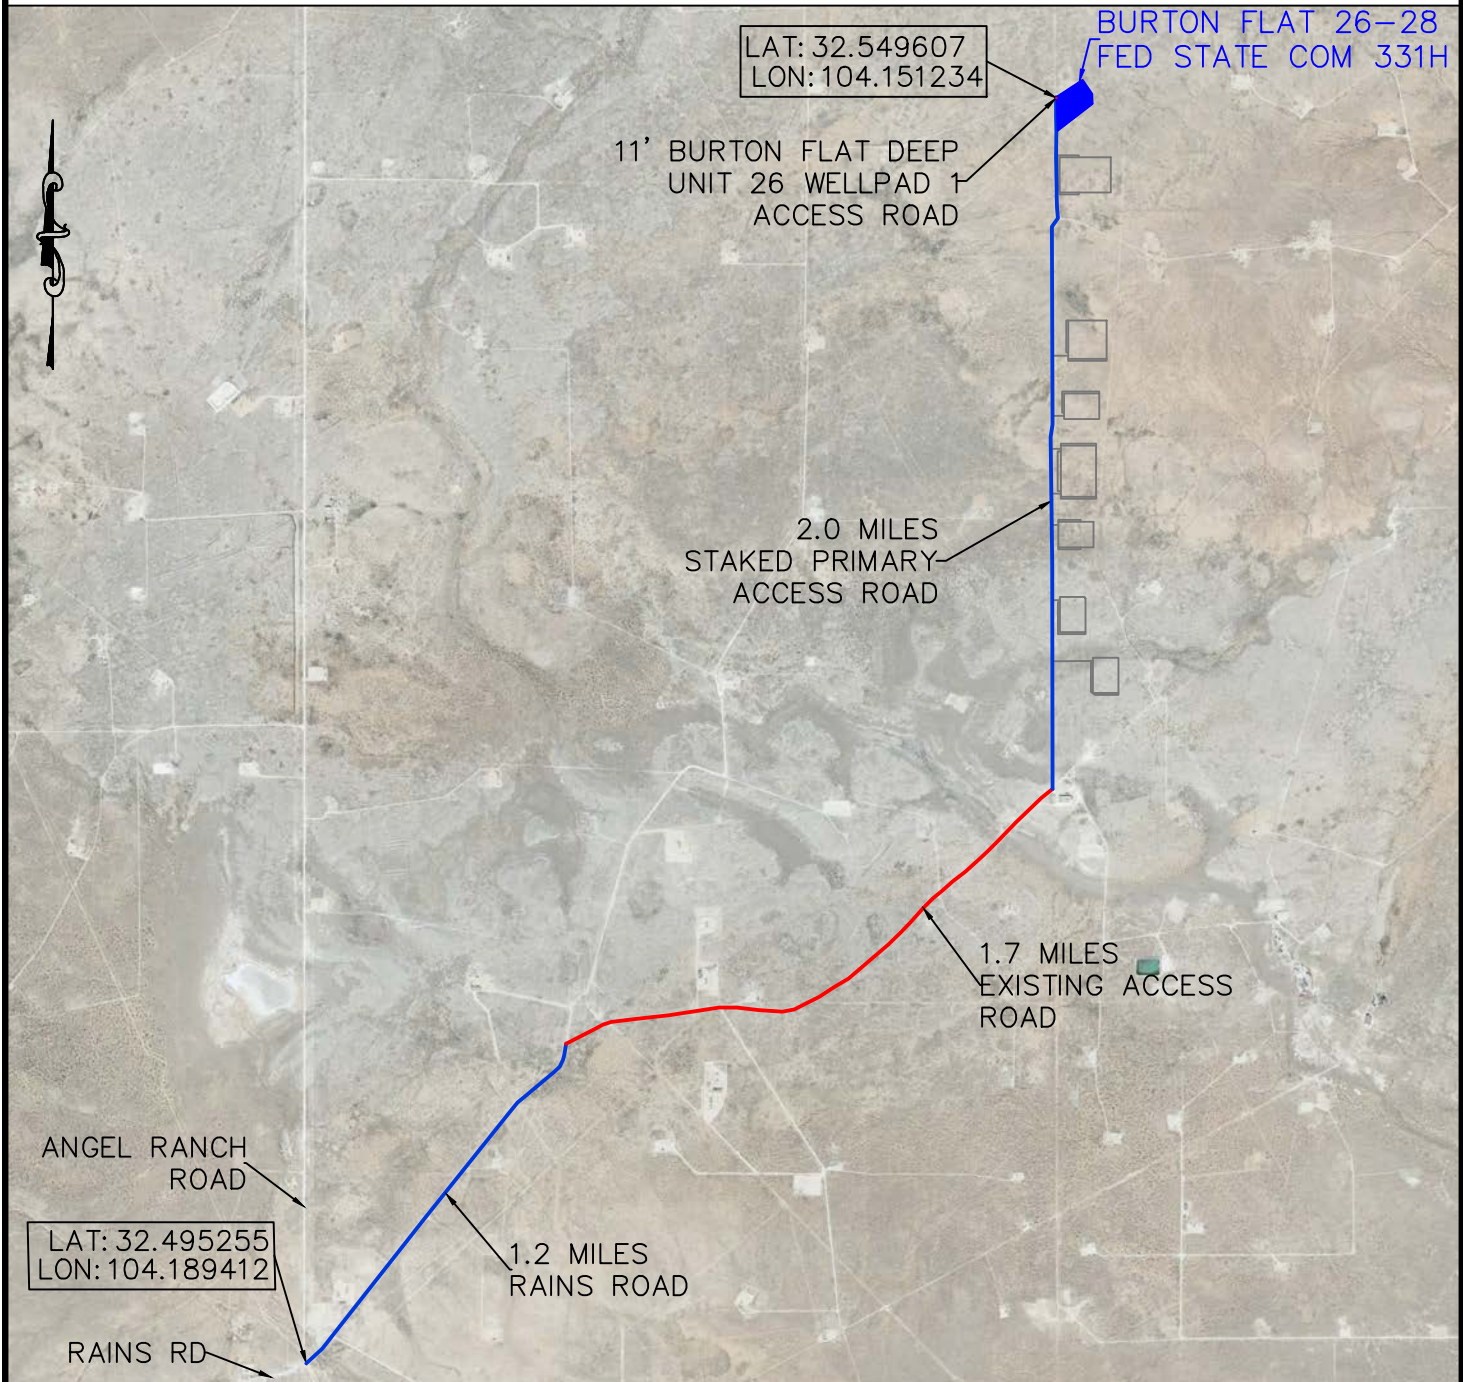 BURTON FLAT 26-28
FED STATE COM 331H
LAT: 32.549607
LON: 104.151234
11' BURTON FLAT DEEP
UNIT 26 WELLPAD 1
ACCESS ROAD
2.0 MILES
STAKED PRIMARY
ACCESS ROAD
1.7 MILES
EXISTING ACCESS
ROAD
ANGEL RANCH
ROAD
LAT: 32.495255
LON: 104.189412
1.2 MILES
RAINS ROAD
RAINS RD